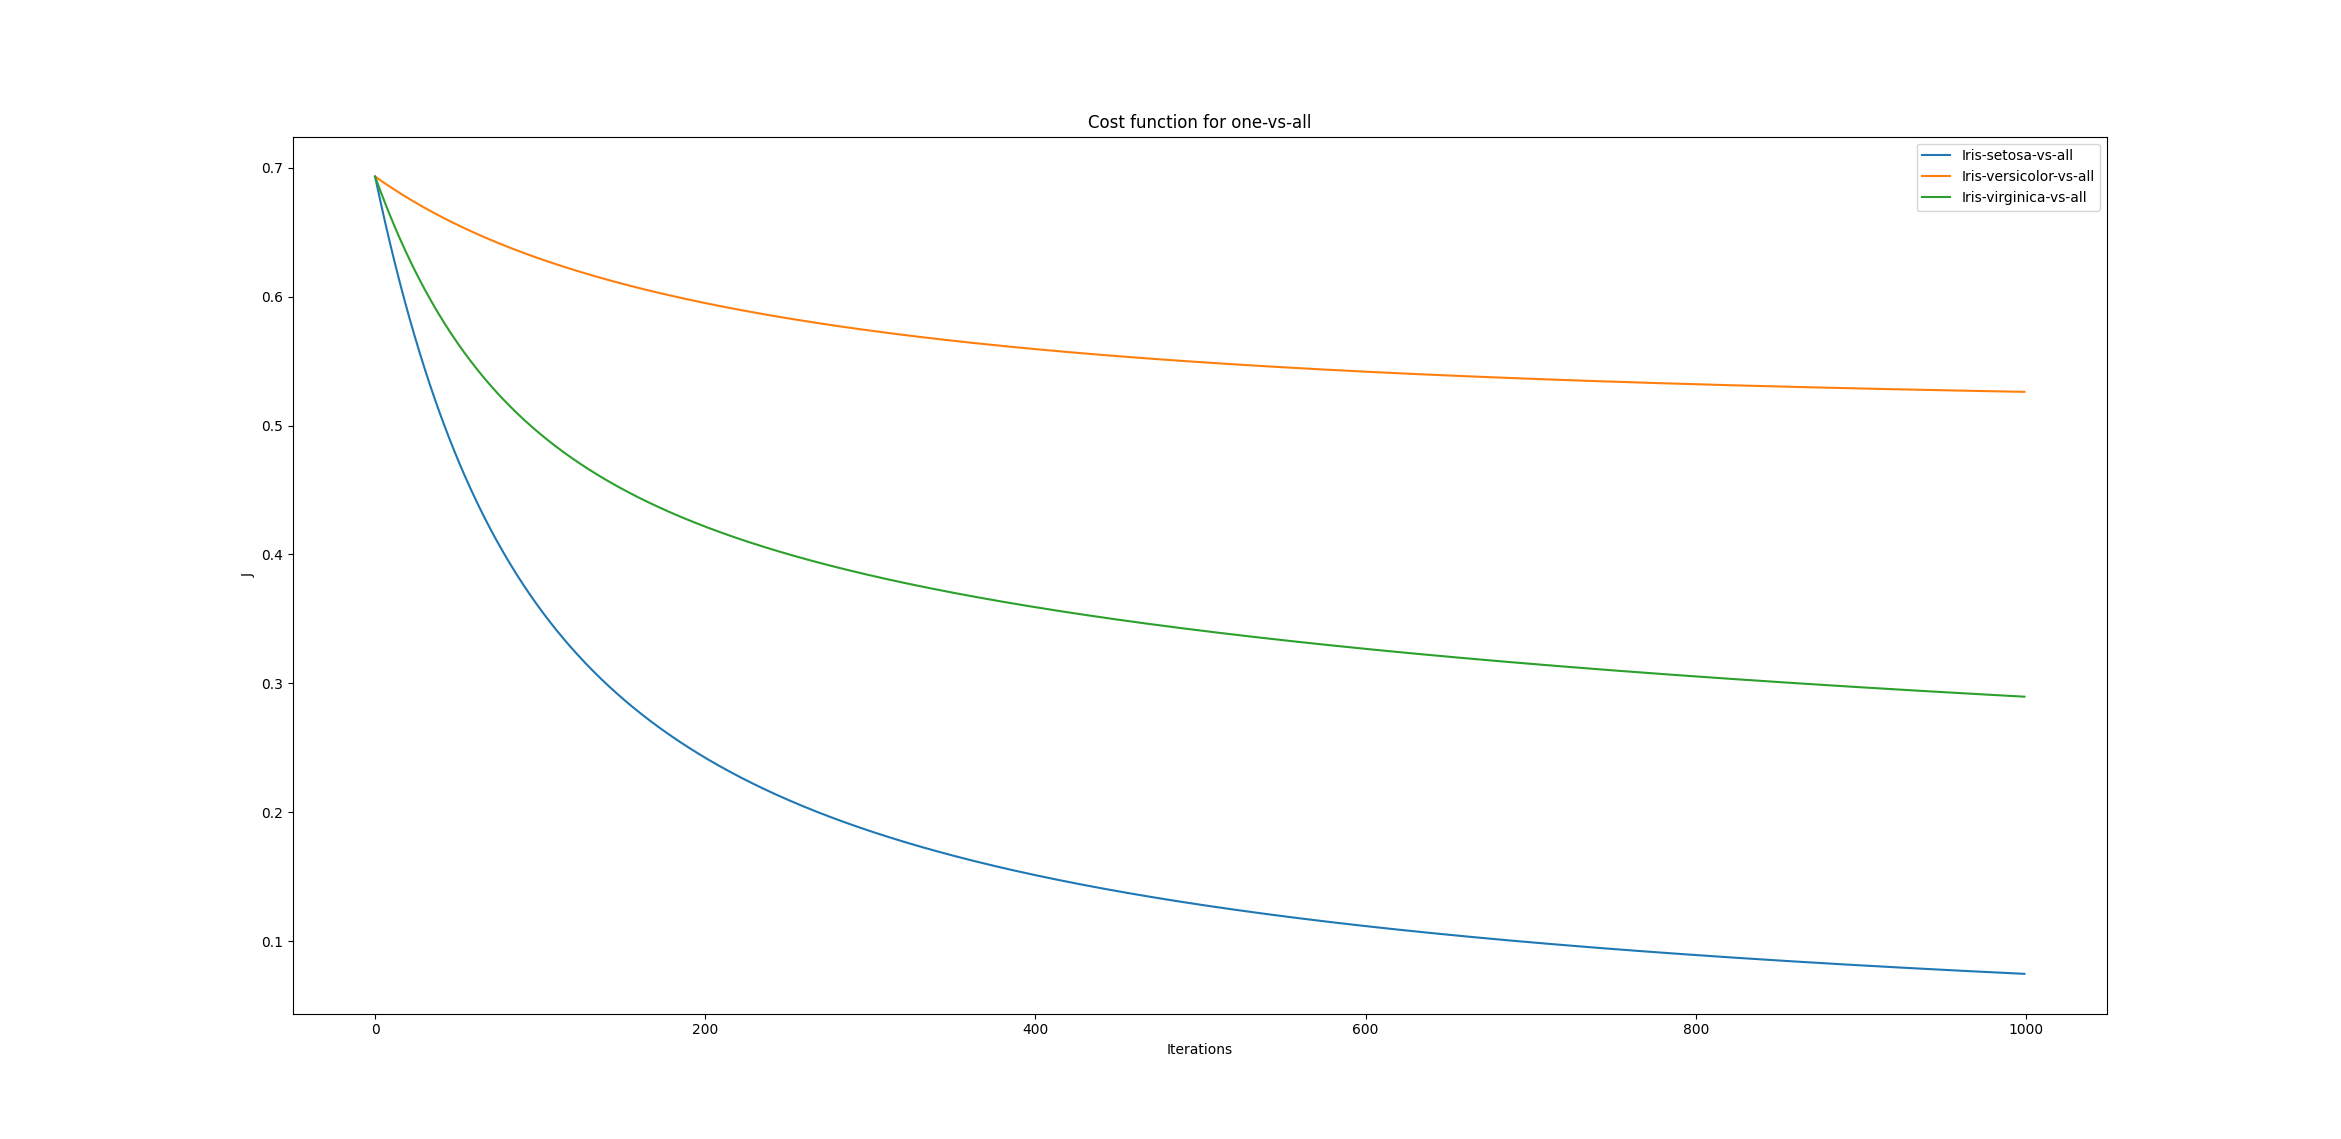 Cost function for one-vs-all
Iris-setosa-vs-all
Iris-versicolor-vs-all
Iris-virginica-vs-all
0.7
0.6
0.5
0.4
0.3
0.2
0.1
J
0 200 400 600 800 1000
Iterations